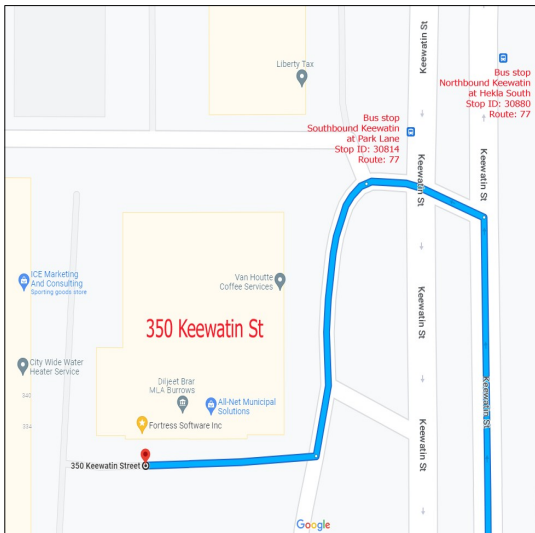 Keewatin St
Liberty Tax
Bus stop
Northbound Keewatin
at Hekla South
Stop ID: 30880
Route: 77
Bus stop
Southbound Keewatin
at Park Lane
Stop ID: 30814
Route: 77
Keewatin St
Keewatin St
ICE Marketing
And Consulting
Sporting goods store
Van Houtte
Coffee Services
Keewatin St
350 Keewatin St
City Wide Water
Heater Service
Diljeet Brar
MLA Burrows
All-Net Municipal
Solutions
345
334
Fortress Software Inc
Keewatin St
Keewatin St
350 Keewatin Street
Google